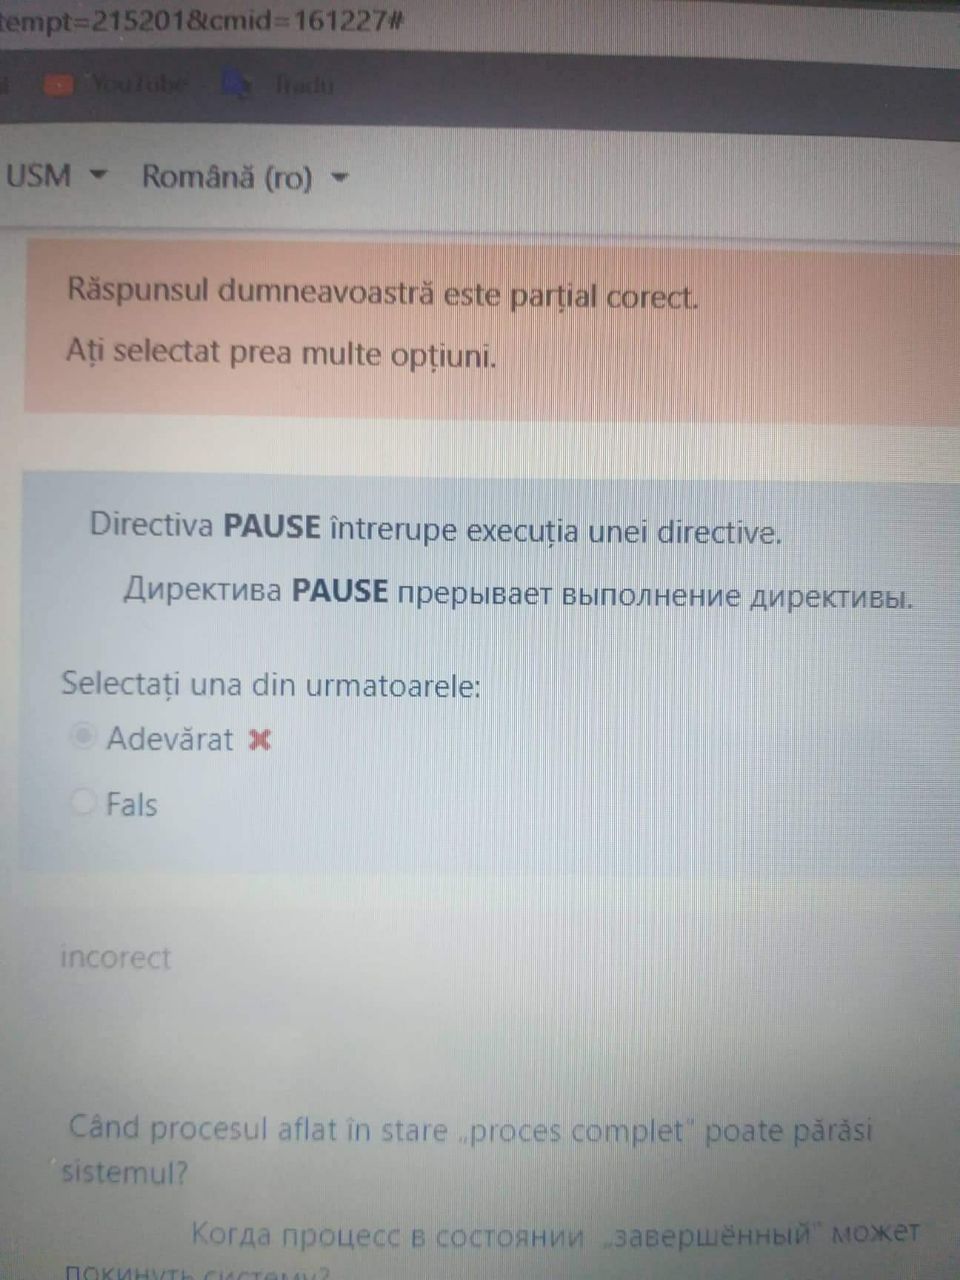 tempt=215201&cmid=161227#
YouTube Tradu
USM Română (ro)
Răspunsul dumneavoastră este parțial corect.
Ați selectat prea multe opțiuni.
Directiva PAUSE întrerupe execuția unei directive.
Директива PAUSE прерывает выполнение директивы.
Selectați una din urmatoarele:
Adevărat
Fals
incorect
Când procesul aflat în stare „proces complet" poate părăsi
sistemul?
Когда процесс в состоянии „завершённый" может
покинуть систему?